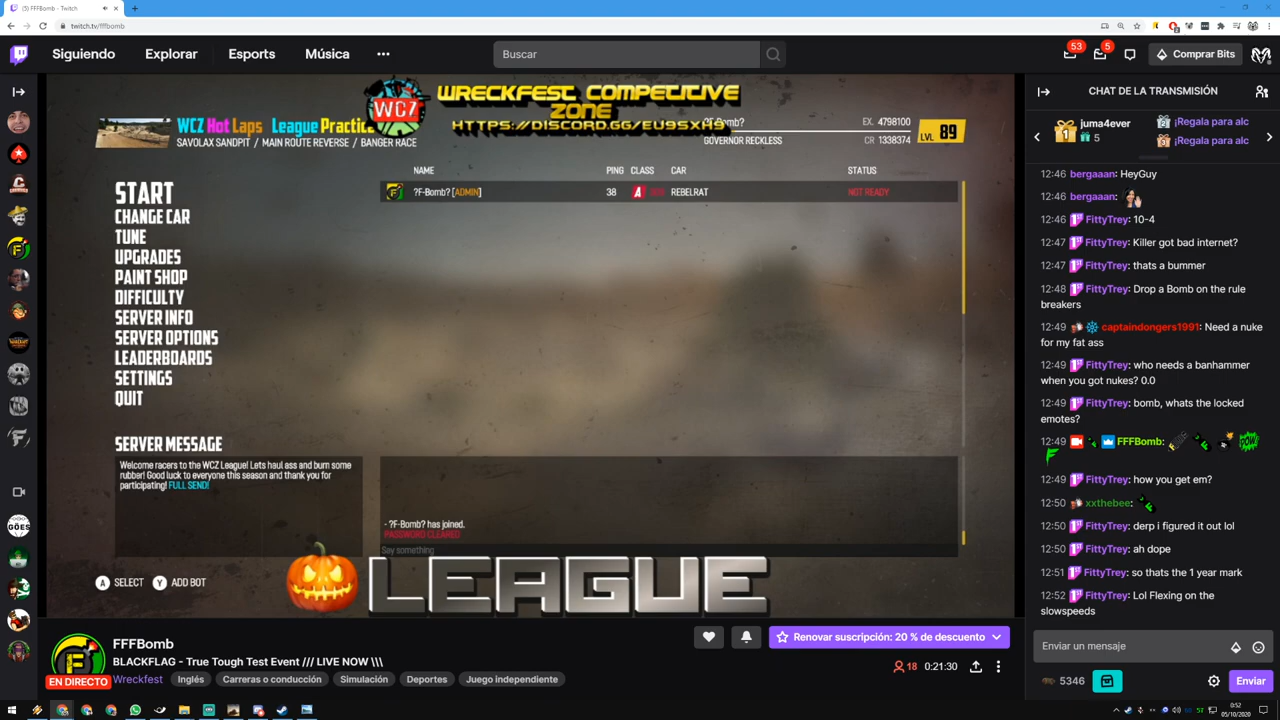 (5) FFFBomb - Twitch
twitch.tv/fffbomb
Siguiendo
Explorar
Esports
Música
Buscar
53
5
Comprar Bits
WRECKFEST COMPETITIVE
ZONE
HTTPS://DISCORD.GG/EU9SXHS
WCZ
WCZ Hot Laps League Practice
SAVOLAX SANDPIT / MAIN ROUTE REVERSE / BANGER RACE
?F-Bomb?
GOVERNOR RECKLESS
EX. 4798100
CR 1338374
LVL 89
NAME PING CLASS CAR STATUS
?F-Bomb? [ADMIN] 38 A REBELRAT NOT READY
START
CHANGE CAR
TUNE
UPGRADES
PAINT SHOP
DIFFICULTY
SERVER INFO
SERVER OPTIONS
LEADERBOARDS
SETTINGS
QUIT
SERVER MESSAGE
Welcome racers to the WCZ League! Lets haul ass and burn some
rubber! Good luck to everyone this season and thank you for
participating! FULL SEND!
- ?F-Bomb? has joined.
PASSWORD CLEARED
Say something
A SELECT Y ADD BOT
LEAGUE
FFFBomb
BLACKFLAG - True Tough Test Event /// LIVE NOW \\\
EN DIRECTO
Wreckfest
Inglés
Carreras o conducción
Simulación
Deportes
Juego independiente
Renovar suscripción: 20 % de descuento
18
0:21:30
CHAT DE LA TRANSMISIÓN
1 juma4ever
5
2 ¡Regala para alc
3 ¡Regala para alc
12:46 bergaaan: HeyGuy
12:46 bergaaan:
12:46 FittyTrey: 10-4
12:47 FittyTrey: Killer got bad internet?
12:47 FittyTrey: thats a bummer
12:48 FittyTrey: Drop a Bomb on the rule
breakers
12:49 captaindongers1991: Need a nuke
for my fat ass
12:49 FittyTrey: who needs a banhammer
when you got nukes? 0.0
12:49 FittyTrey: bomb, whats the locked
emotes?
12:49 FFFBomb:
12:49 FittyTrey: how you get em?
12:50 xxthebee:
12:50 FittyTrey: derp i figured it out lol
12:50 FittyTrey: ah dope
12:51 FittyTrey: so thats the 1 year mark
12:52 FittyTrey: Lol Flexing on the
slowspeeds
Enviar un mensaje
5346
Enviar
0:52
05/10/2020